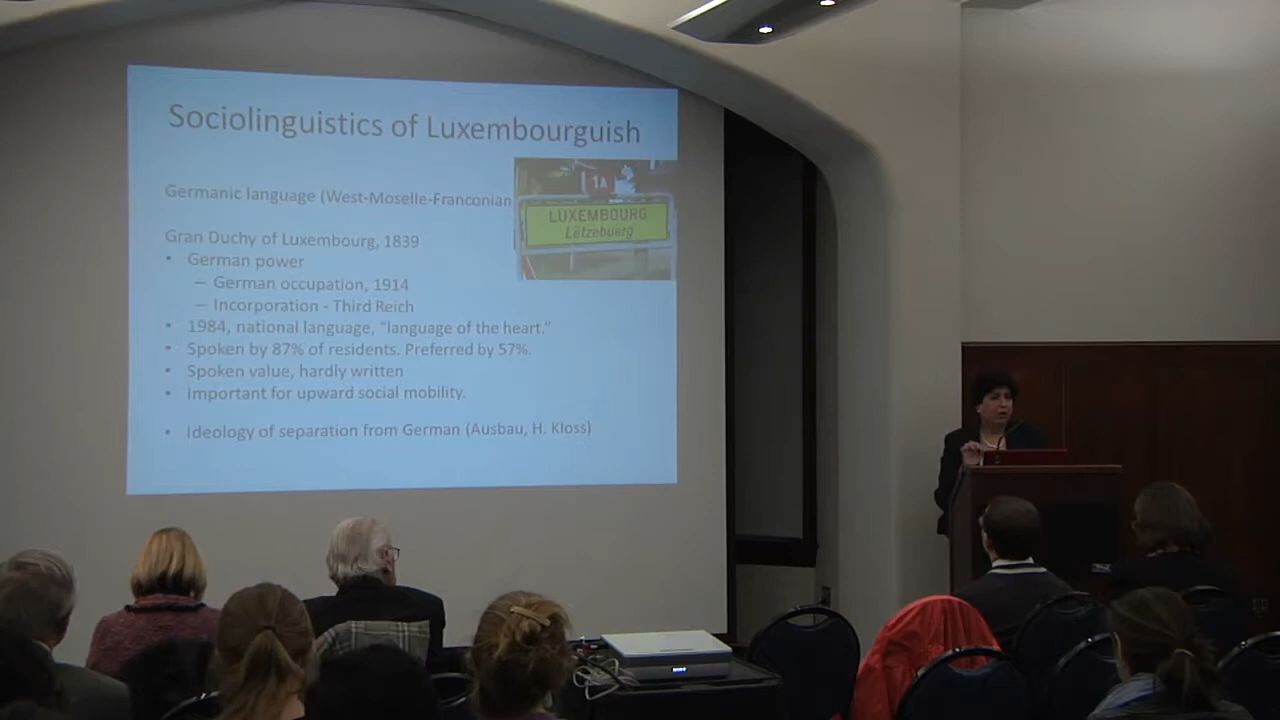 Sociolinguistics of Luxembourguish
Germanic language (West-Moselle-Franconian
1A
LUXEMBOURG
Lëtzebuerg
Gran Duchy of Luxembourg, 1839
• German power
– German occupation, 1914
– Incorporation - Third Reich
• 1984, national language, “language of the heart.”
• Spoken by 87% of residents. Preferred by 57%.
• Spoken value, hardly written
• Important for upward social mobility.
• Ideology of separation from German (Ausbau, H. Kloss)